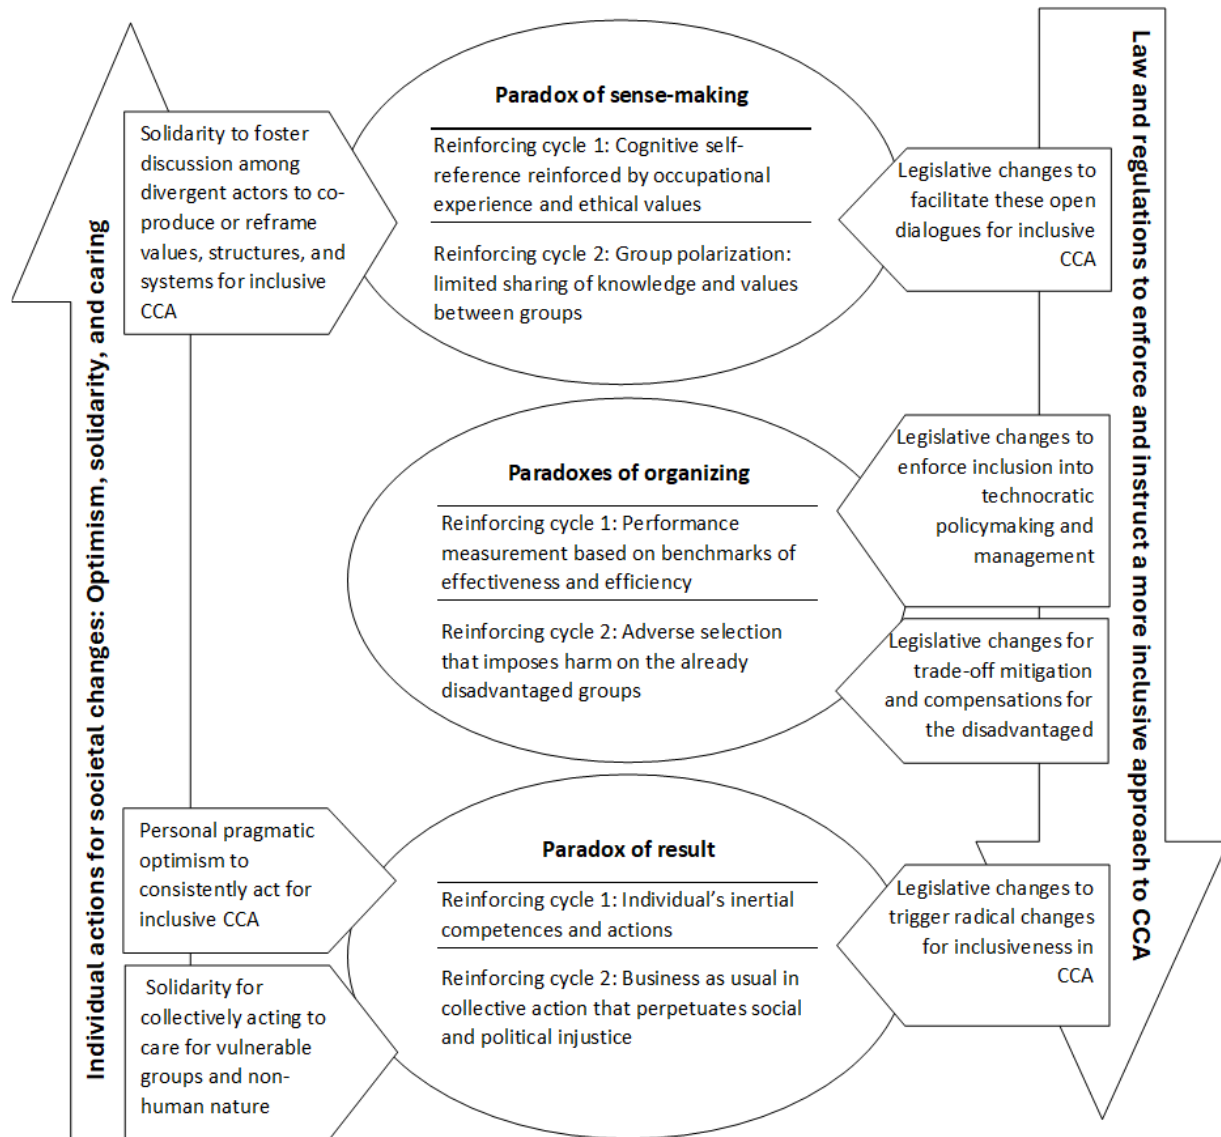 Individual actions for societal changes: Optimism, solidarity, and caring
Solidarity to foster
discussion among
divergent actors to co-
produce or reframe
values, structures, and
systems for inclusive
CCA
Paradox of sense-making
Reinforcing cycle 1: Cognitive self-
reference reinforced by occupational
experience and ethical values
Reinforcing cycle 2: Group polarization:
limited sharing of knowledge and values
between groups
Legislative changes to
facilitate these open
dialogues for inclusive
CCA
Paradoxes of organizing
Reinforcing cycle 1: Performance
measurement based on benchmarks of
effectiveness and efficiency
Reinforcing cycle 2: Adverse selection
that imposes harm on the already
disadvantaged groups
Legislative changes to
enforce inclusion into
technocratic
policymaking and
management
Legislative changes for
trade-off mitigation
and compensations for
the disadvantaged
Personal pragmatic
optimism to
consistently act for
inclusive CCA
Solidarity for
collectively acting to
care for vulnerable
groups and non-
human nature
Paradox of result
Reinforcing cycle 1: Individual’s inertial
competences and actions
Reinforcing cycle 2: Business as usual in
collective action that perpetuates social
and political injustice
Legislative changes to
trigger radical changes
for inclusiveness in
CCA
Law and regulations to enforce and instruct a more inclusive approach to CCA